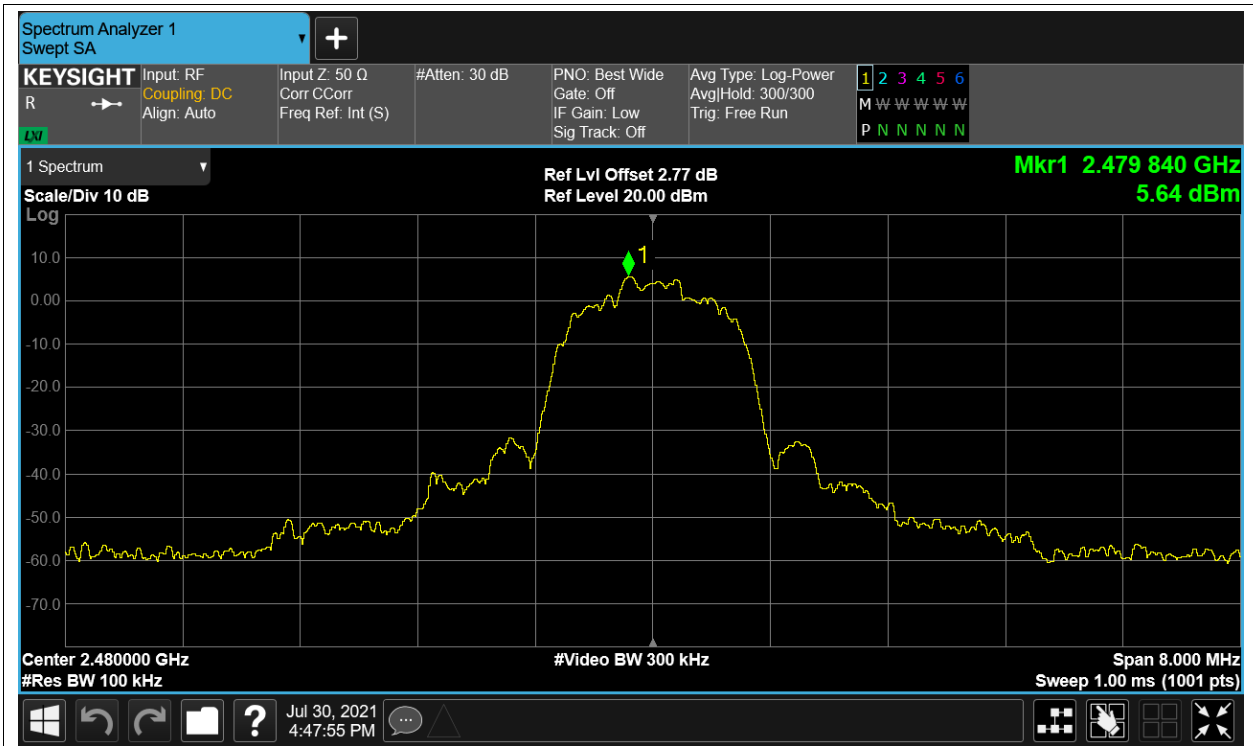 Spectrum Analyzer 1
Swept SA
KEYSIGHT
R
LXI
Input: RF
Coupling: DC
Align: Auto
Input Z: 50 Ω
Corr CCorr
Freq Ref: Int (S)
#Atten: 30 dB
PNO: Best Wide
Gate: Off
IF Gain: Low
Sig Track: Off
Avg Type: Log-Power
Avg|Hold: 300/300
Trig: Free Run
1 2 3 4 5 6
M W W W W W
P N N N N N
1 Spectrum
Scale/Div 10 dB
Ref Lvl Offset 2.77 dB
Ref Level 20.00 dBm
Mkr1 2.479 840 GHz
5.64 dBm
Log
1
10.0
0.00
-10.0
-20.0
-30.0
-40.0
-50.0
-60.0
-70.0
Center 2.480000 GHz
#Video BW 300 kHz
Span 8.000 MHz
#Res BW 100 kHz
Sweep 1.00 ms (1001 pts)
?
Jul 30, 2021
4:47:55 PM